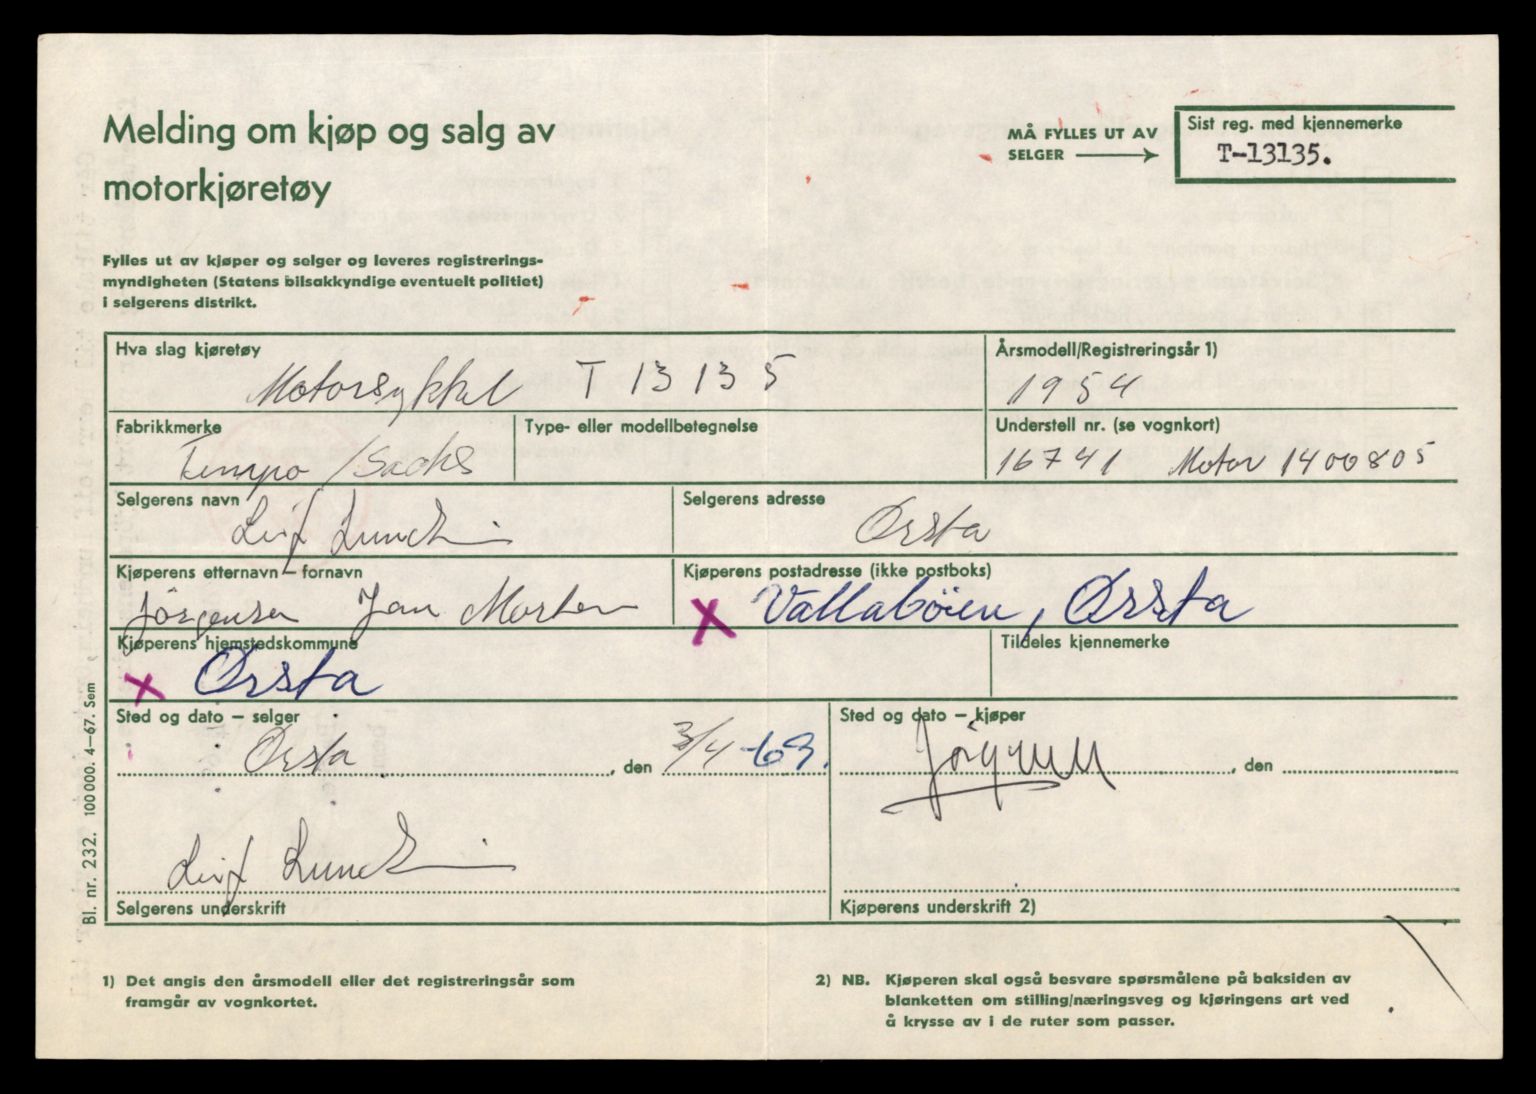 Melding om kjøp og salg av
motorkjøretøy
MÅ FYLLES UT AV
SELGER
Sist reg. med kjennemerke
T-13135.
Fylles ut av kjøper og selger og leveres registrerings-
myndigheten (Statens bilsakkyndige eventuelt politiet)
i selgerens distrikt.
Hva slag kjøretøy
Motorsykkel T 13135
Årsmodell/Registreringsår 1)
1954
Fabrikkmerke
Tempo/Sachs
Type- eller modellbetegnelse
Understell nr. (se vognkort)
16741 Motor 1400805
Selgerens navn
Leif
Selgerens adresse
Ørsta
Kjøperens etternavn – fornavn
Jörgensen Jan Morten
Kjøperens postadresse (ikke postboks)
x Vallaböien, Ørsta
Kjøperens hjemstedskommune
x Ørsta
Tildeles kjennemerke
Sted og dato – selger
Ørsta, den 3/4-69.
Leif
Selgerens underskrift
Sted og dato – kjøper
, den
Kjøperens underskrift 2)
Bl. nr. 232. 100 000. 4–67. Sem
1) Det angis den årsmodell eller det registreringsår som
framgår av vognkortet.
2) NB. Kjøperen skal også besvare spørsmålene på baksiden av
blanketten om stilling/næringsveg og kjøringens art ved
å krysse av i de ruter som passer.